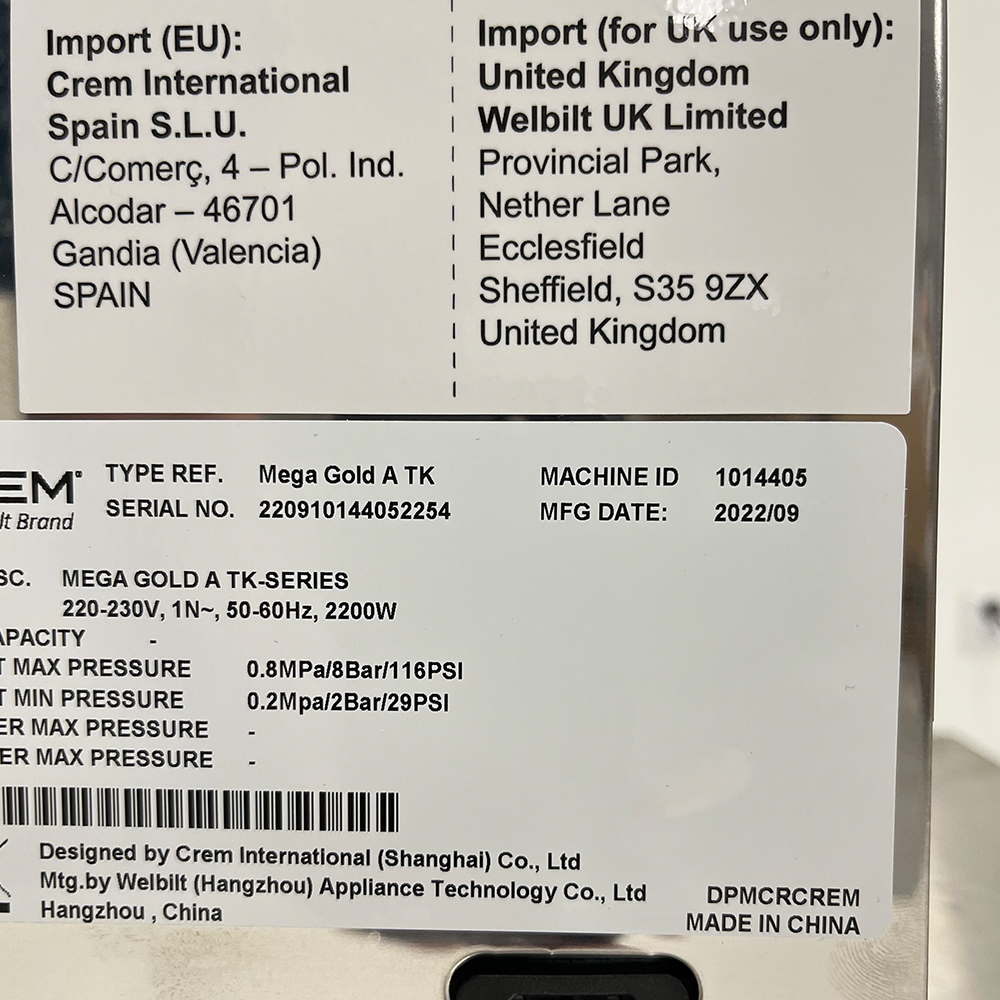 Import (EU):
Crem International
Spain S.L.U.
C/Comerç, 4 – Pol. Ind.
Alcodar – 46701
Gandia (Valencia)
SPAIN
Import (for UK use only):
United Kingdom
Welbilt UK Limited
Provincial Park,
Nether Lane
Ecclesfield
Sheffield, S35 9ZX
United Kingdom
EM
lt Brand
TYPE REF. Mega Gold A TK
SERIAL NO. 220910144052254
MACHINE ID 1014405
MFG DATE: 2022/09
SC. MEGA GOLD A TK-SERIES
220-230V, 1N~, 50-60Hz, 2200W
APACITY -
T MAX PRESSURE 0.8MPa/8Bar/116PSI
T MIN PRESSURE 0.2Mpa/2Bar/29PSI
ER MAX PRESSURE -
ER MAX PRESSURE -
Designed by Crem International (Shanghai) Co., Ltd
Mtg.by Welbilt (Hangzhou) Appliance Technology Co., Ltd
Hangzhou , China
DPMCRCREM
MADE IN CHINA